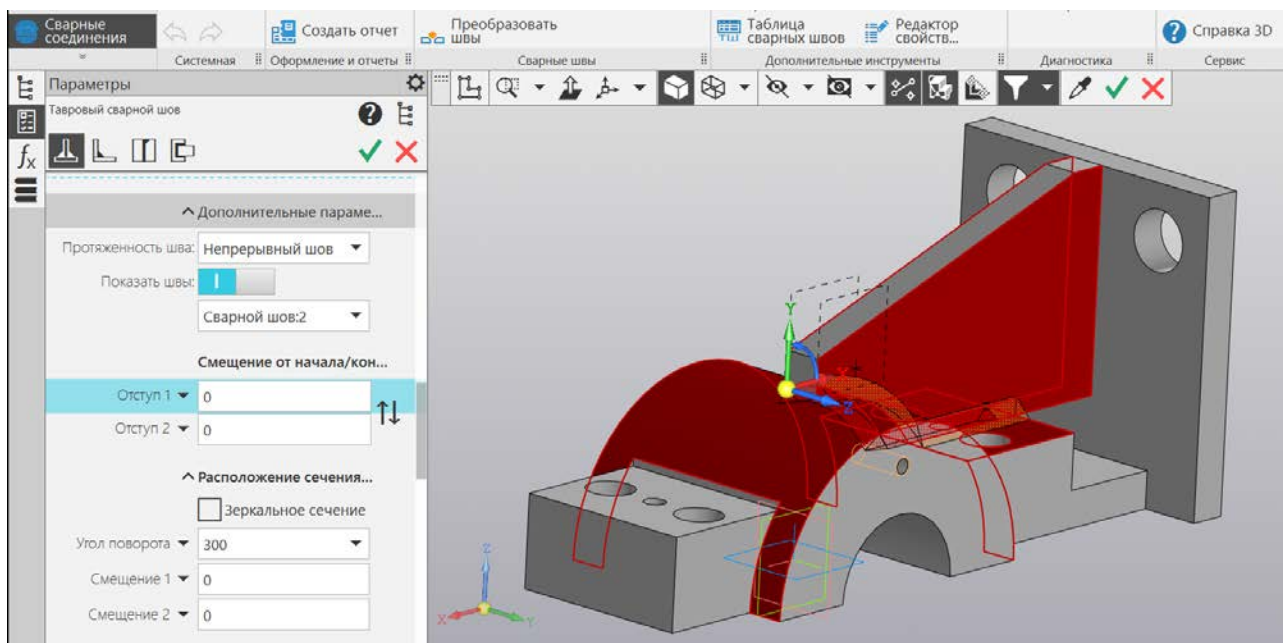 Сварные соединения
Создать отчет
Преобразовать швы
Таблица сварных швов
Редактор свойств...
Справка 3D
Системная
Оформление и отчеты
Сварные швы
Дополнительные инструменты
Диагностика
Сервис
Параметры
Тавровый сварной шов
fx
Дополнительные параме...
Протяженность шва: Непрерывный шов
Показать швы:
Сварной шов:2
Смещение от начала/кон...
Отступ 1 0
Отступ 2 0
Расположение сечения...
Зеркальное сечение
Угол поворота 300
Смещение 1 0
Смещение 2 0
Y
X
Z
Z
X
Y